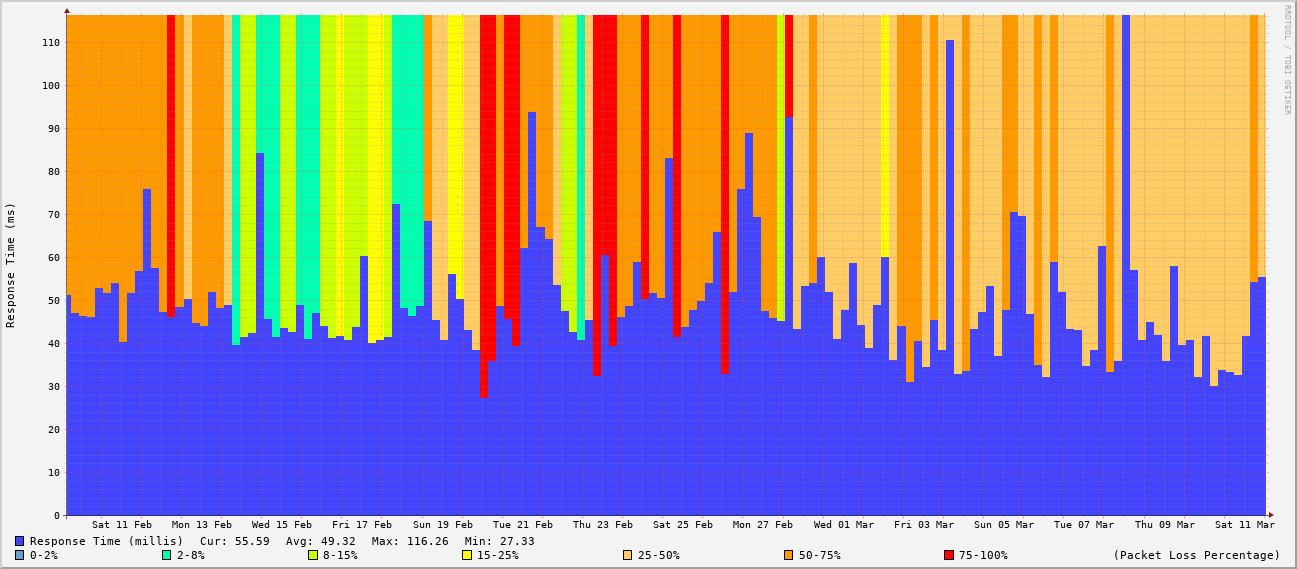 RRDTOOL / TOBI OETIKER
Response Time (ms)
110
100
90
80
70
60
50
40
30
20
10
0
Sat 11 Feb Mon 13 Feb Wed 15 Feb Fri 17 Feb Sun 19 Feb Tue 21 Feb Thu 23 Feb Sat 25 Feb Mon 27 Feb Wed 01 Mar Fri 03 Mar Sun 05 Mar Tue 07 Mar Thu 09 Mar Sat 11 Mar
Response Time (millis) Cur: 55.59 Avg: 49.32 Max: 116.26 Min: 27.33
0-2% 2-8% 8-15% 15-25% 25-50% 50-75% 75-100% (Packet Loss Percentage)